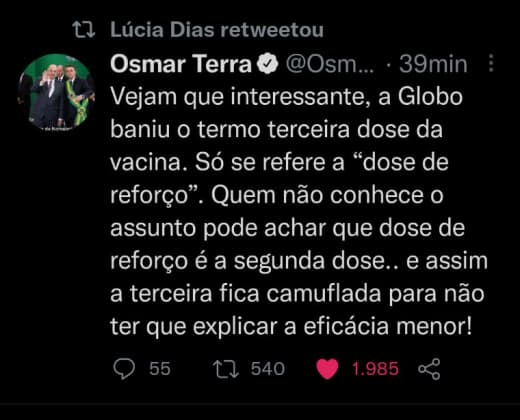 Lúcia Dias retweetou
Osmar Terra @Osm... · 39min
Vejam que interessante, a Globo
baniu o termo terceira dose da
vacina. Só se refere a “dose de
reforço”. Quem não conhece o
assunto pode achar que dose de
reforço é a segunda dose.. e assim
a terceira fica camuflada para não
ter que explicar a eficácia menor!
55 540 1.985